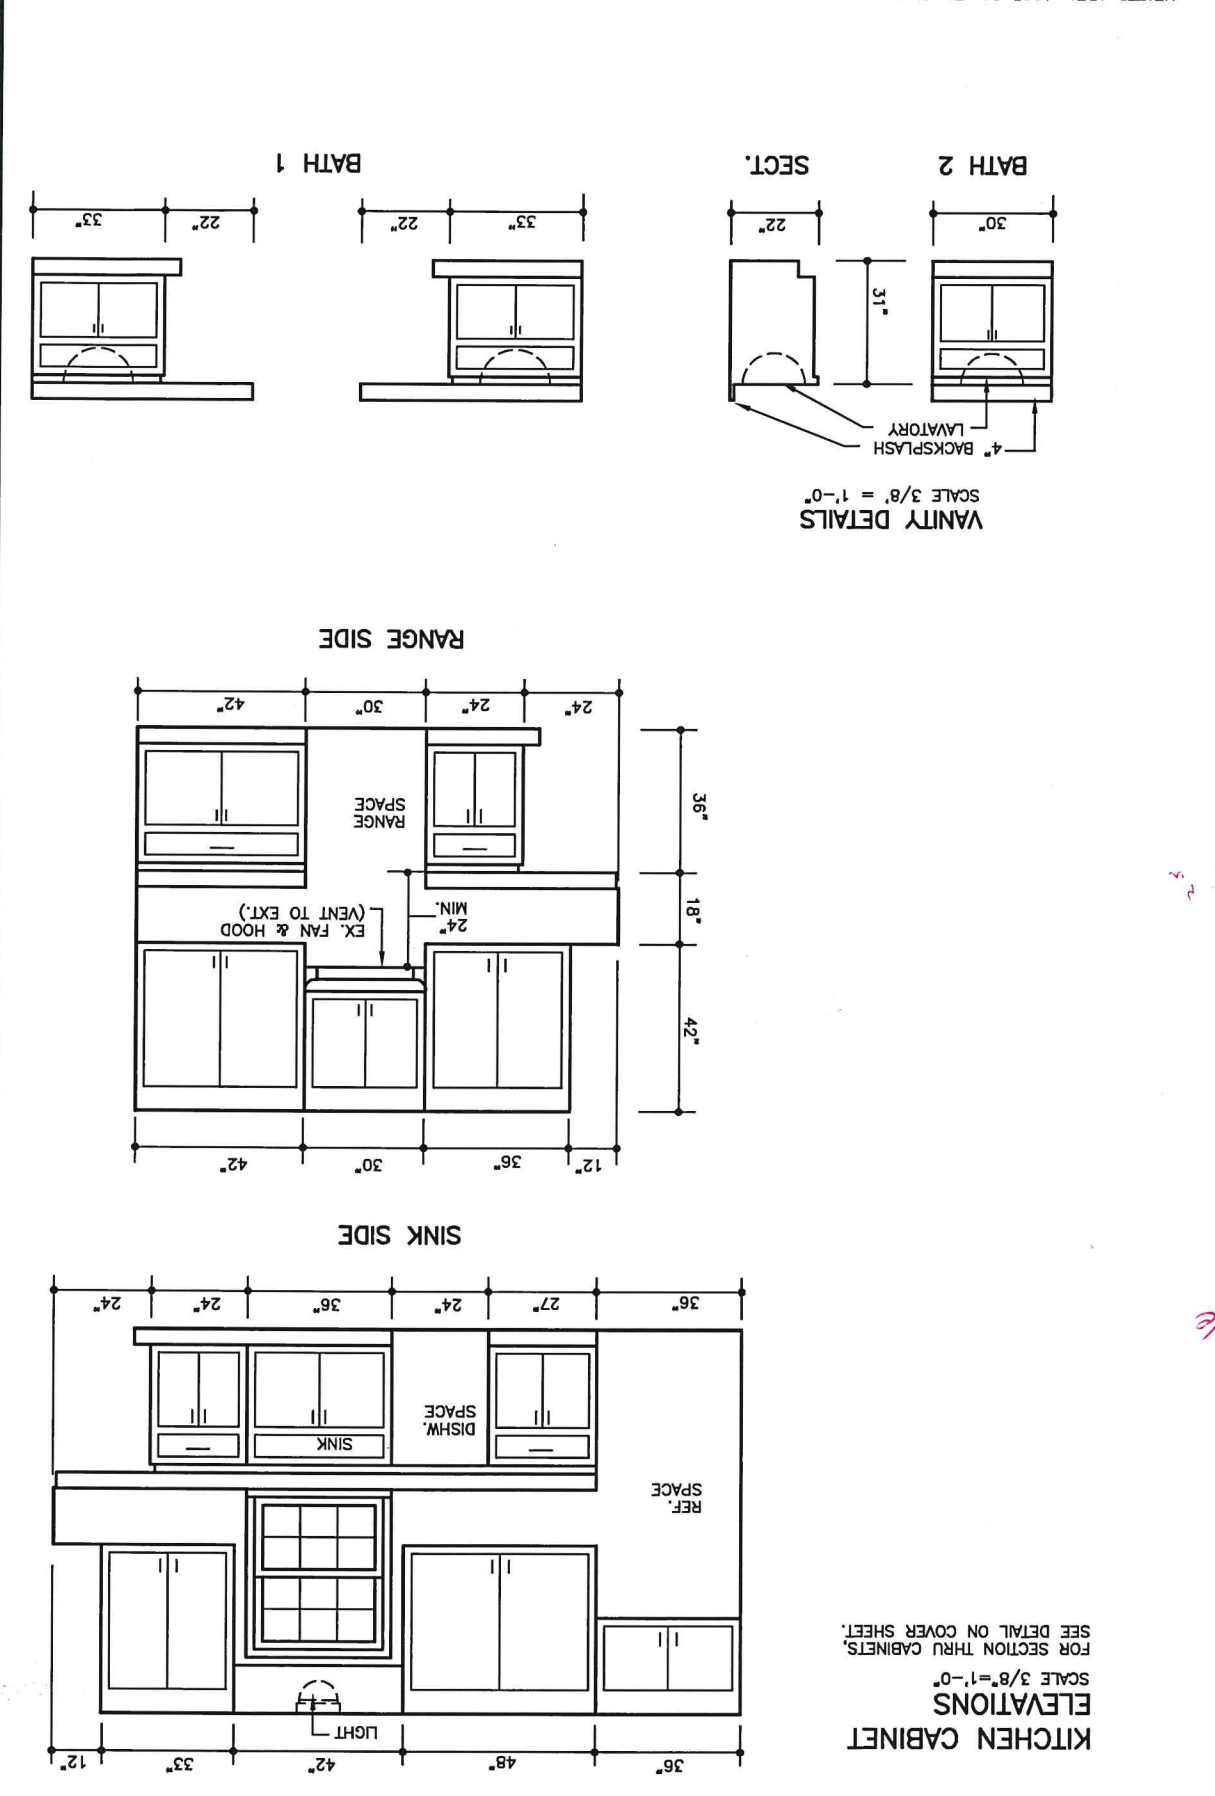 KITCHEN CABINET
ELEVATIONS
SCALE 3/8"=1'-0"
FOR SECTION THRU CABINETS,
SEE DETAIL ON COVER SHEET.
36" 48" 42" 33" 12"
LIGHT
REF.
SPACE
SINK
DISHW.
SPACE
36" 27" 24" 36" 24" 24"
SINK SIDE
12" 36" 30" 42"
42"
EX. FAN & HOOD
(VENT TO EXT.)
24"
MIN.
18"
RANGE
SPACE
36"
24" 24" 30" 42"
RANGE SIDE
VANITY DETAILS
SCALE 3/8' = 1'-0"
4" BACKSPLASH
LAVATORY
31"
30" 22" 33" 22" 22" 33"
BATH 2
SECT.
BATH 1